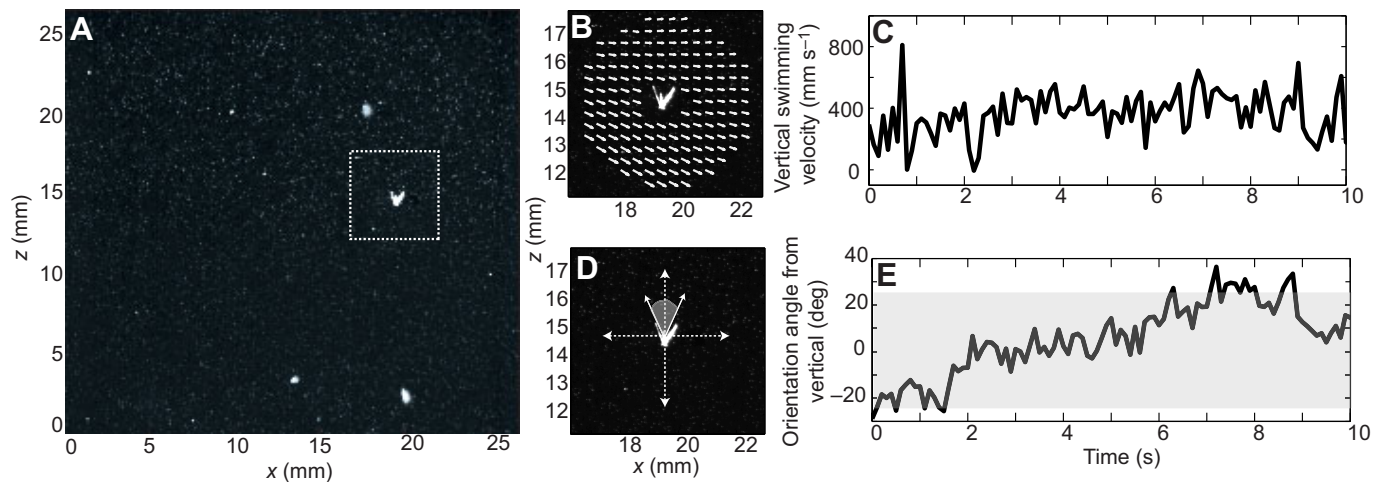 A
25
20
15
10
5
0
z (mm)
0 5 10 15 20 25
x (mm)
B
17
16
15
14
13
12
18 20 22
z (mm)
D
17
16
15
14
13
12
18 20 22
x (mm)
C
Vertical swimming
velocity (mm s–1)
800
400
0
0 2 4 6 8 10
E
Orientation angle from
vertical (deg)
40
20
0
–20
0 2 4 6 8 10
Time (s)